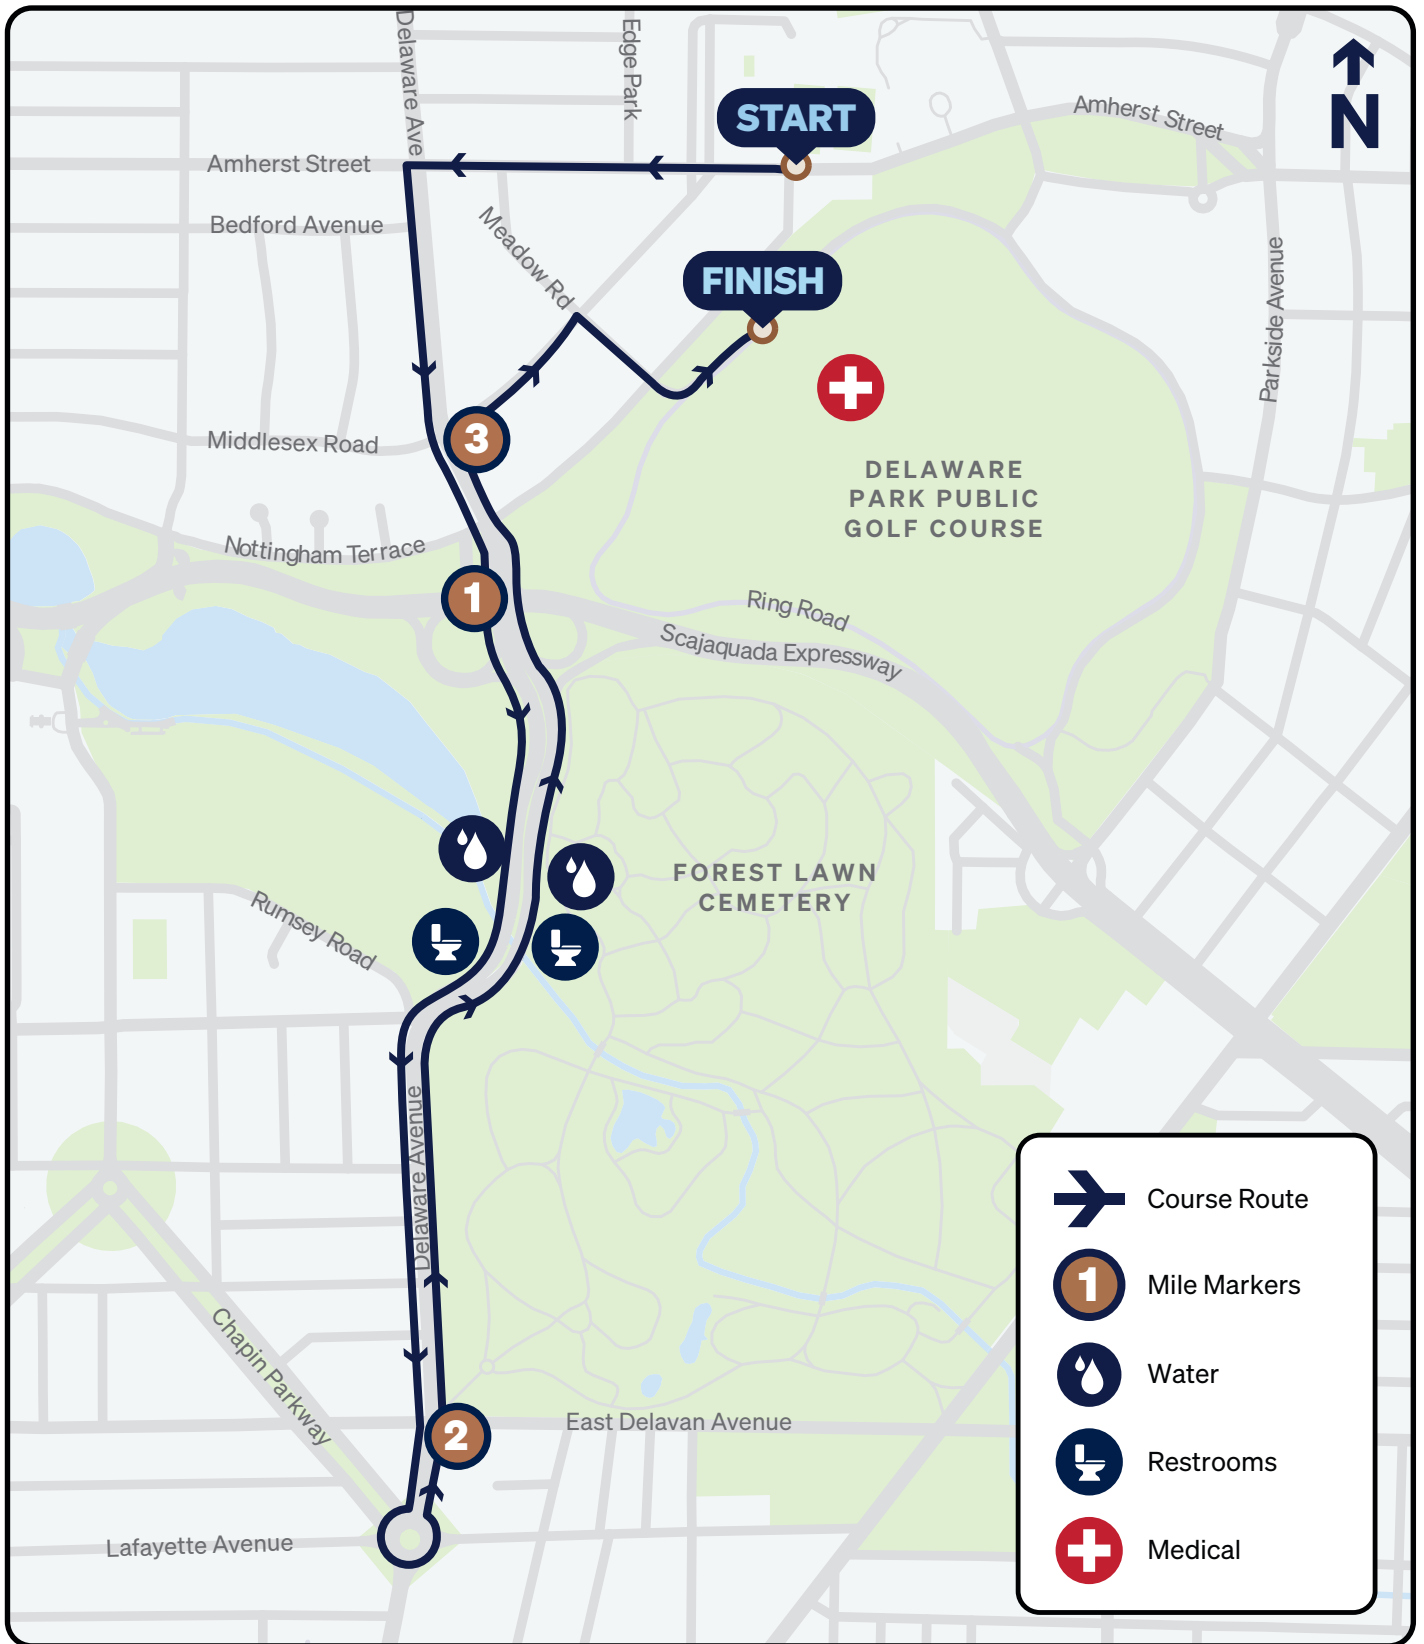 Delaware Ave
Edge Park
START
Amherst Street
N
Amherst Street
Bedford Avenue
Meadow Rd
FINISH
Parkside Avenue
Middlesex Road
3
DELAWARE
PARK PUBLIC
GOLF COURSE
Nottingham Terrace
1
Ring Road
Scajaquada Expressway
FOREST LAWN
CEMETERY
Rumsey Road
Delaware Avenue
Chapin Parkway
2
East Delavan Avenue
Lafayette Avenue
Course Route
1
Mile Markers
Water
Restrooms
Medical